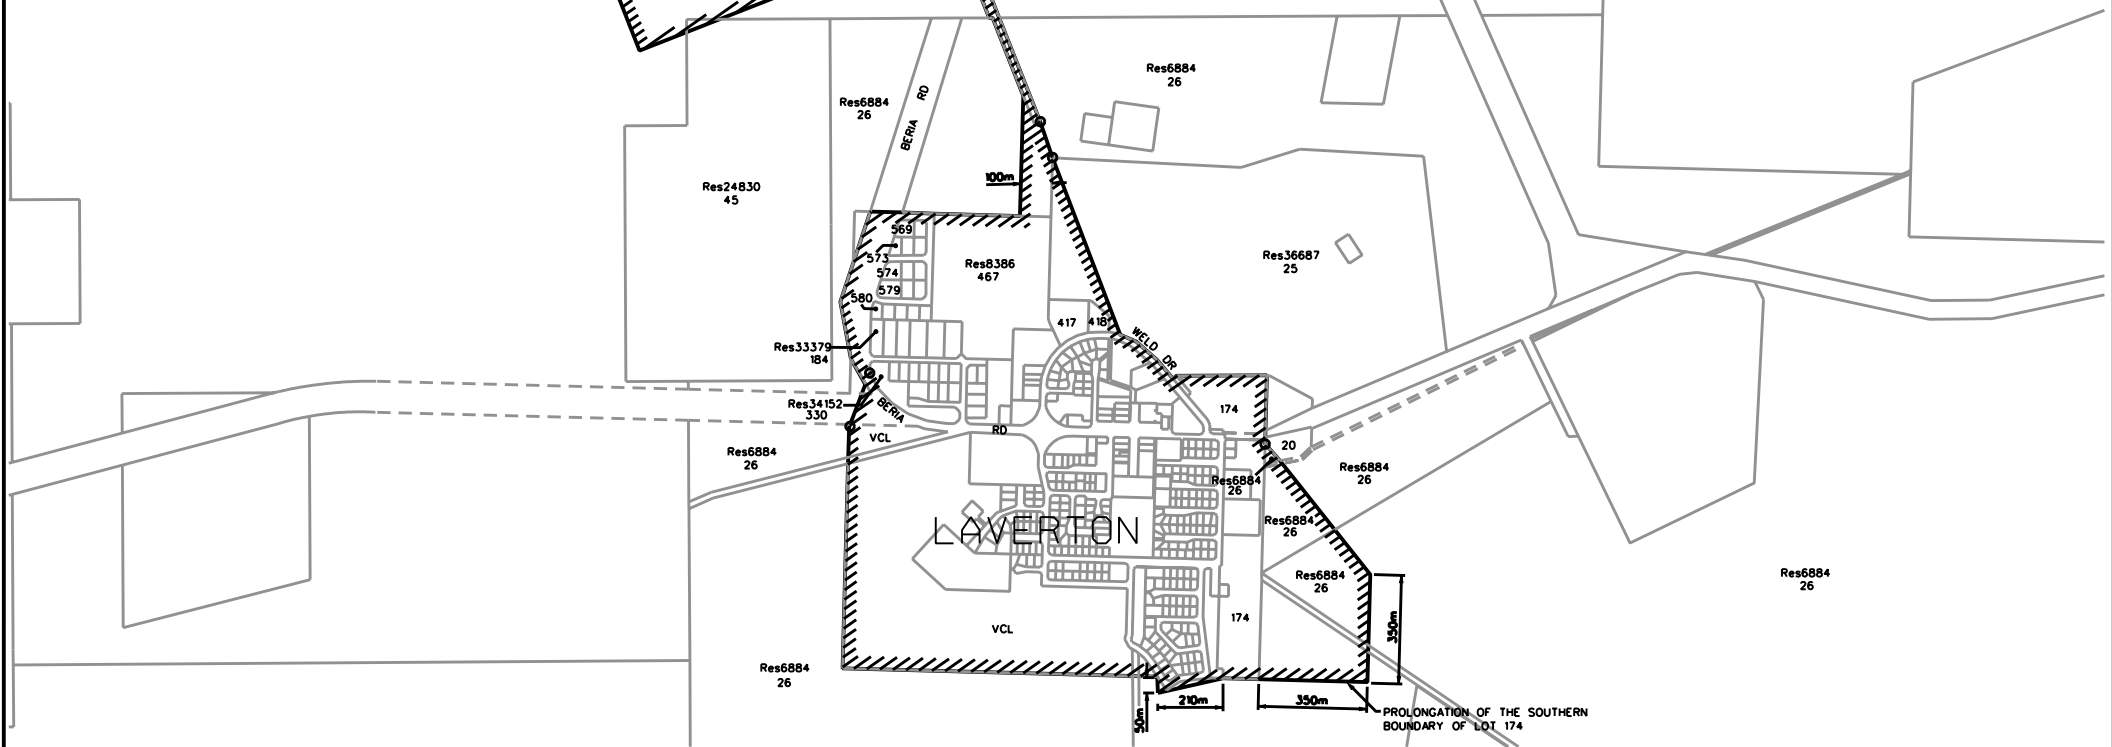 Res6884
26
Res6884
26
BERIA RD
Res24830
45
100m
569
573
574
579
580
Res8386
467
Res36687
25
417
418
WELD DR
Res33379
184
Res34152
330
BERIA
RD
VCL
174
20
Res6884
26
Res6884
26
Res6884
26
Res6884
26
LAVERTON
Res6884
26
Res6884
26
VCL
174
350m
Res6884
26
50m
210m
350m
PROLONGATION OF THE SOUTHERN
BOUNDARY OF LOT 174